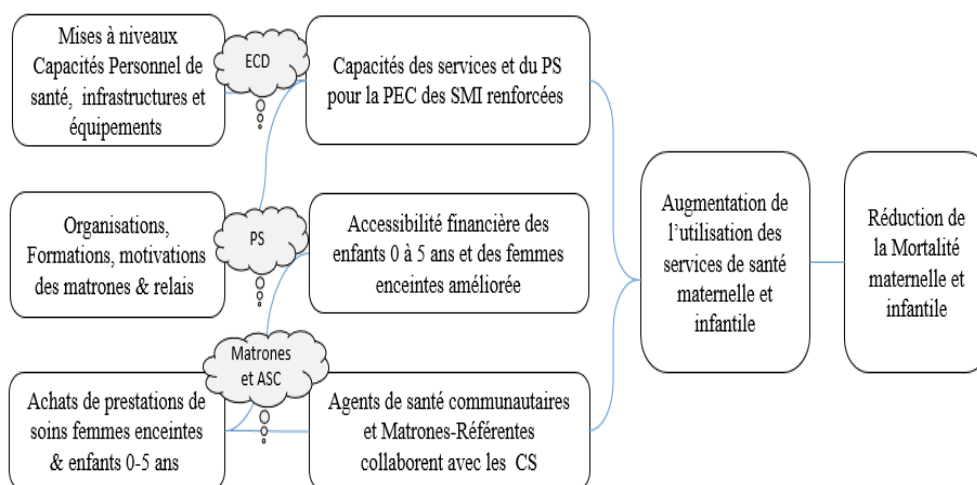 Mises à niveaux
Capacités Personnel de
santé, infrastructures et
équipements
ECD
Capacités des services et du PS
pour la PEC des SMI renforcées
Organisations,
Formations, motivations
des matrones & relais
PS
Accessibilité financière des
enfants 0 à 5 ans et des femmes
enceintes améliorée
Achats de prestations de
soins femmes enceintes
& enfants 0-5 ans
Matrones
et ASC
Agents de santé communautaires
et Matrones-Référentes
collaborent avec les CS
Augmentation de
l’utilisation des
services de santé
maternelle et
infantile
Réduction de
la Mortalité
maternelle et
infantile